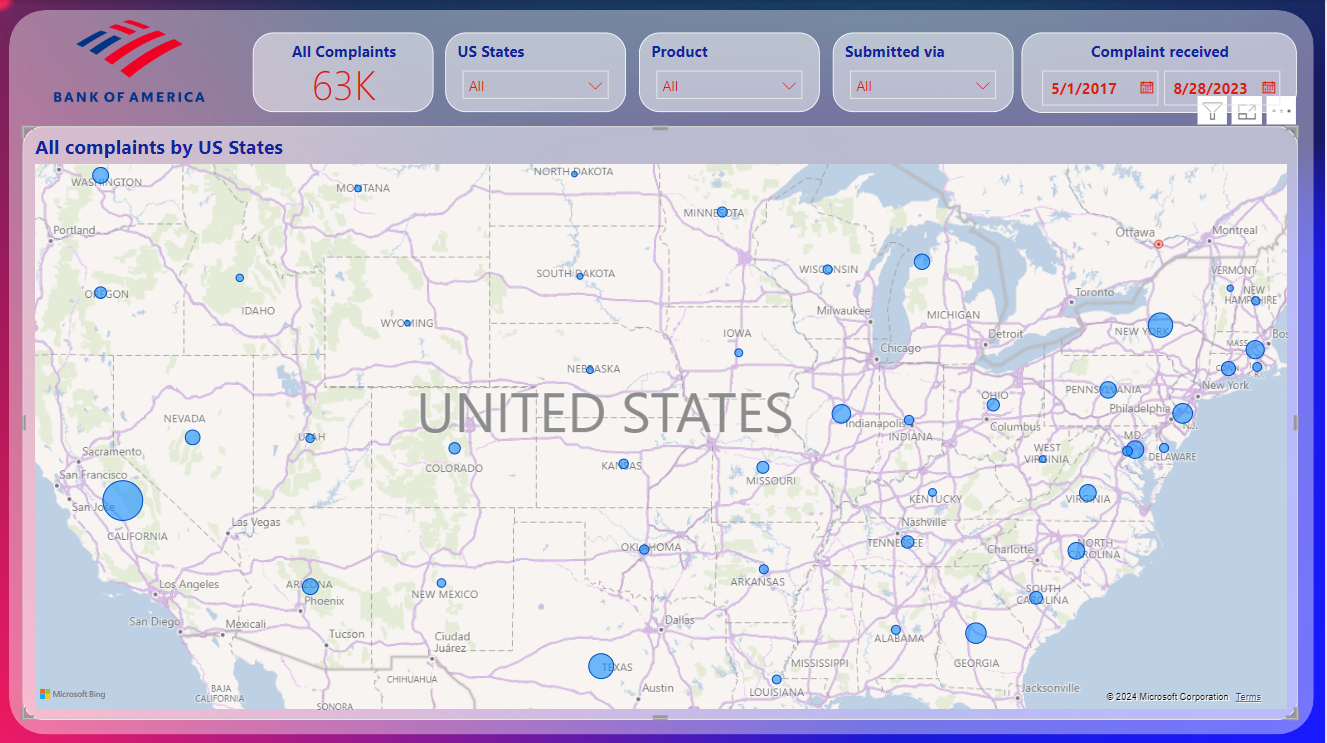 BANK OF AMERICA
All Complaints
63K
US States
All
Product
All
Submitted via
All
Complaint received
5/1/2017
8/28/2023
All complaints by US States
WASHINGTON
MONTANA
NORTH DAKOTA
MINNESOTA
Portland
Ottawa
Montreal
OREGON
IDAHO
SOUTH DAKOTA
WISCONSIN
VERMONT
NEW
HAMPSHIRE
Toronto
WYOMING
Milwaukee
MICHIGAN
IOWA
Detroit
NEW YORK
Bos
MASS
Chicago
NEBRASKA
CONN
R
New York
PENNSYLVANIA
OHIO
Philadelphia
UNITED STATES
NEVADA
UTAH
Indianapolis
INDIANA
Columbus
N.J.
MD.
Sacramento
San Francisco
COLORADO
KANSAS
MISSOURI
WEST
VIRGINIA
DELAWARE
San Jose
CALIFORNIA
Las Vegas
KENTUCKY
VIRGINIA
Nashville
OKLAHOMA
TENNESSEE
Charlotte
NORTH
CAROLINA
Los Angeles
ARIZONA
Phoenix
NEW MEXICO
ARKANSAS
SOUTH
CAROLINA
San Diego
Mexicali
Tucson
Ciudad
Juárez
Dallas
ALABAMA
TEXAS
MISSISSIPPI
GEORGIA
CHIHUAHUA
BAJA
CALIFORNIA
SONORA
Austin
LOUISIANA
Jacksonville
Microsoft Bing
© 2024 Microsoft Corporation Terms